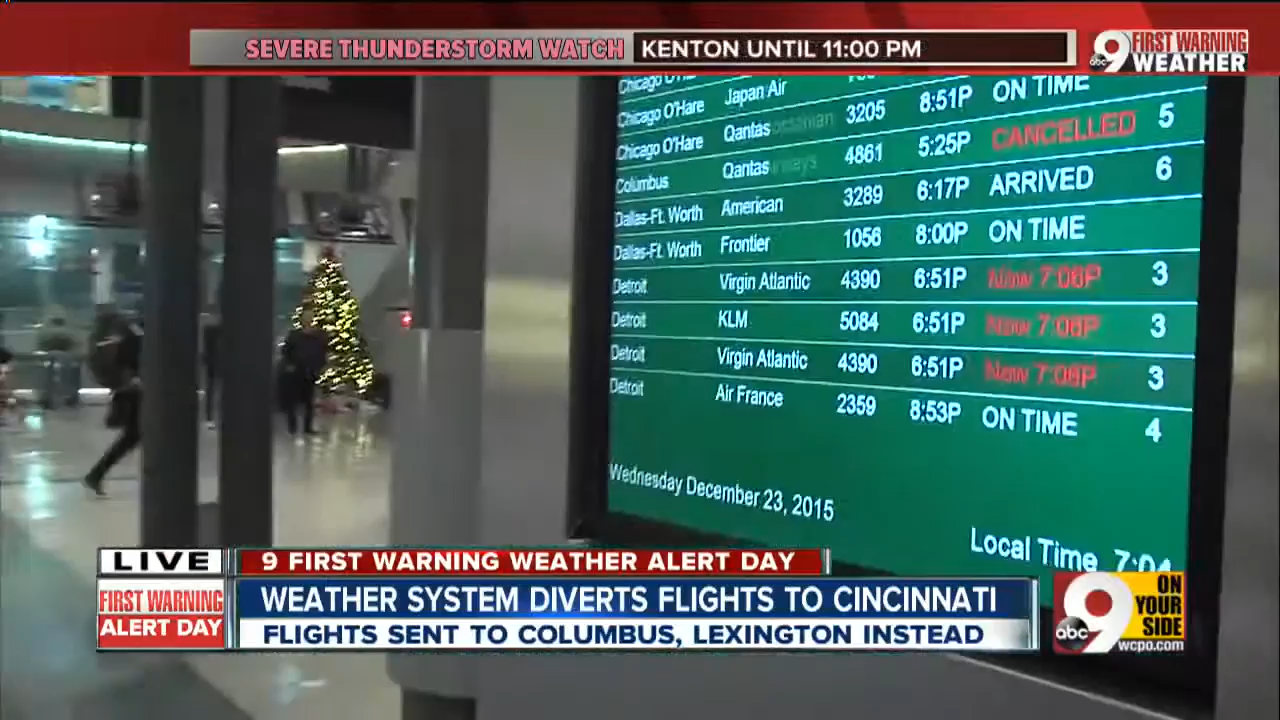 SEVERE THUNDERSTORM WATCH KENTON UNTIL 11:00 PM
abc 9 FIRST WARNING WEATHER
Chicago
Chicago O'Hare Japan Air
Chicago O'Hare Qantas 3205 8:51P ON TIME
Columbus Qantas 4861 5:25P CANCELLED 5
Dallas-Ft. Worth American 3289 6:17P ARRIVED 6
Dallas-Ft. Worth Frontier 1056 8:00P ON TIME
Detroit Virgin Atlantic 4390 6:51P Now 7:06P 3
Detroit KLM 5084 6:51P Now 7:06P 3
Detroit Virgin Atlantic 4390 6:51P Now 7:06P 3
Detroit Air France 2359 8:53P ON TIME 4
Wednesday December 23, 2015
Local Time 7:04
LIVE 9 FIRST WARNING WEATHER ALERT DAY
FIRST WARNING ALERT DAY
WEATHER SYSTEM DIVERTS FLIGHTS TO CINCINNATI
FLIGHTS SENT TO COLUMBUS, LEXINGTON INSTEAD
abc 9 ON YOUR SIDE
wcpo.com